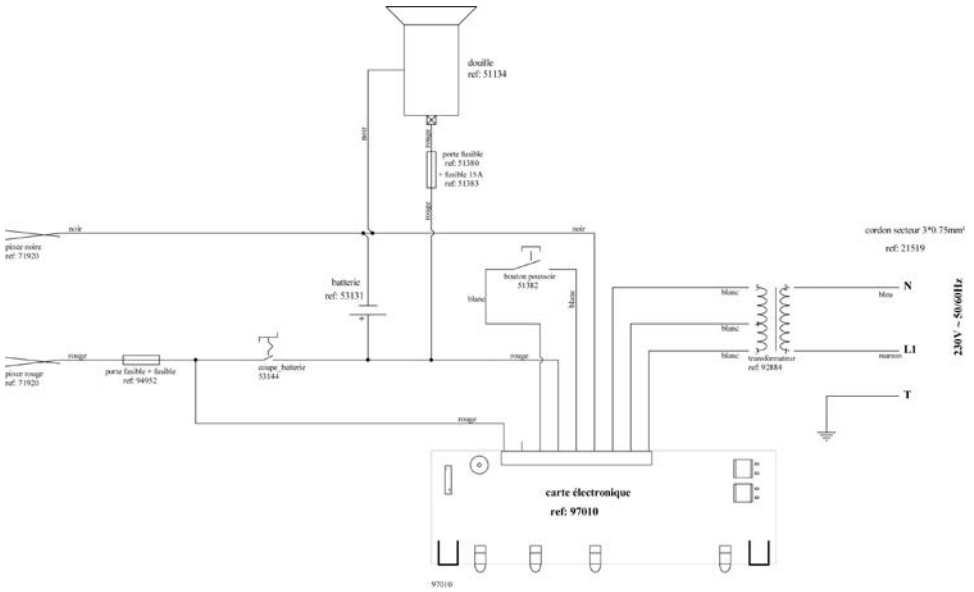 douille
ref: 51134
noir
rouge
porte fusible
ref: 51380
+ fusible 15A
ref: 51383
rouge
noir
noir
pince noire
ref: 71920
cordon secteur 3*0.75mm²
ref: 21519
bouton poussoir
51382
batterie
ref: 53131
+
blanc
blanc
blanc
blanc
blanc
N
bleu
L1
marron
T
230V ~ 50/60Hz
transformateur
ref: 92884
rouge
pince rouge
ref: 71920
porte fusible + fusible
ref: 94952
coupe_batterie
53144
rouge
rouge
carte électronique
ref: 97010
97010